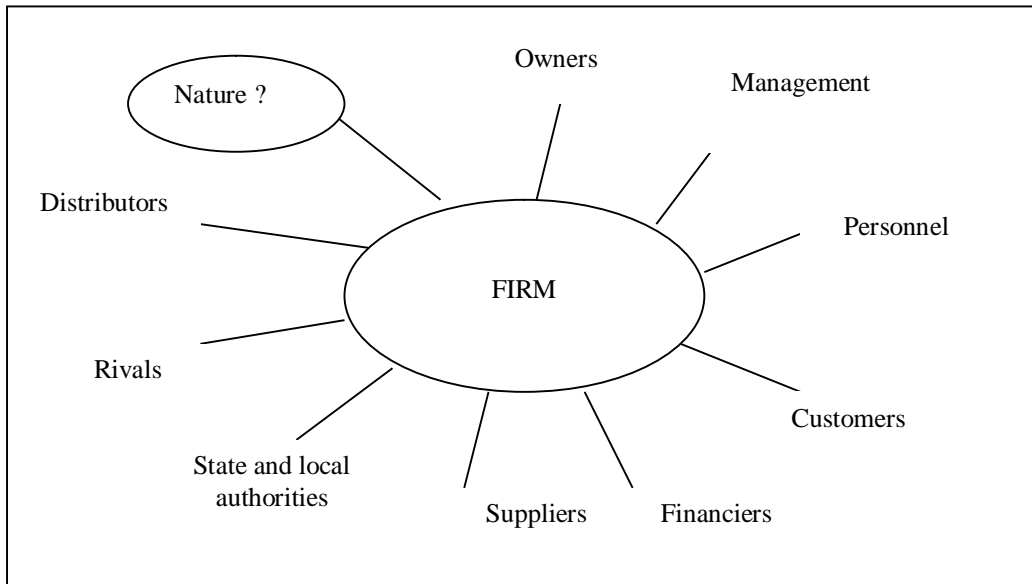 Owners
Management
Nature ?
Distributors
Personnel
FIRM
Rivals
Customers
State and local
authorities
Suppliers
Financiers